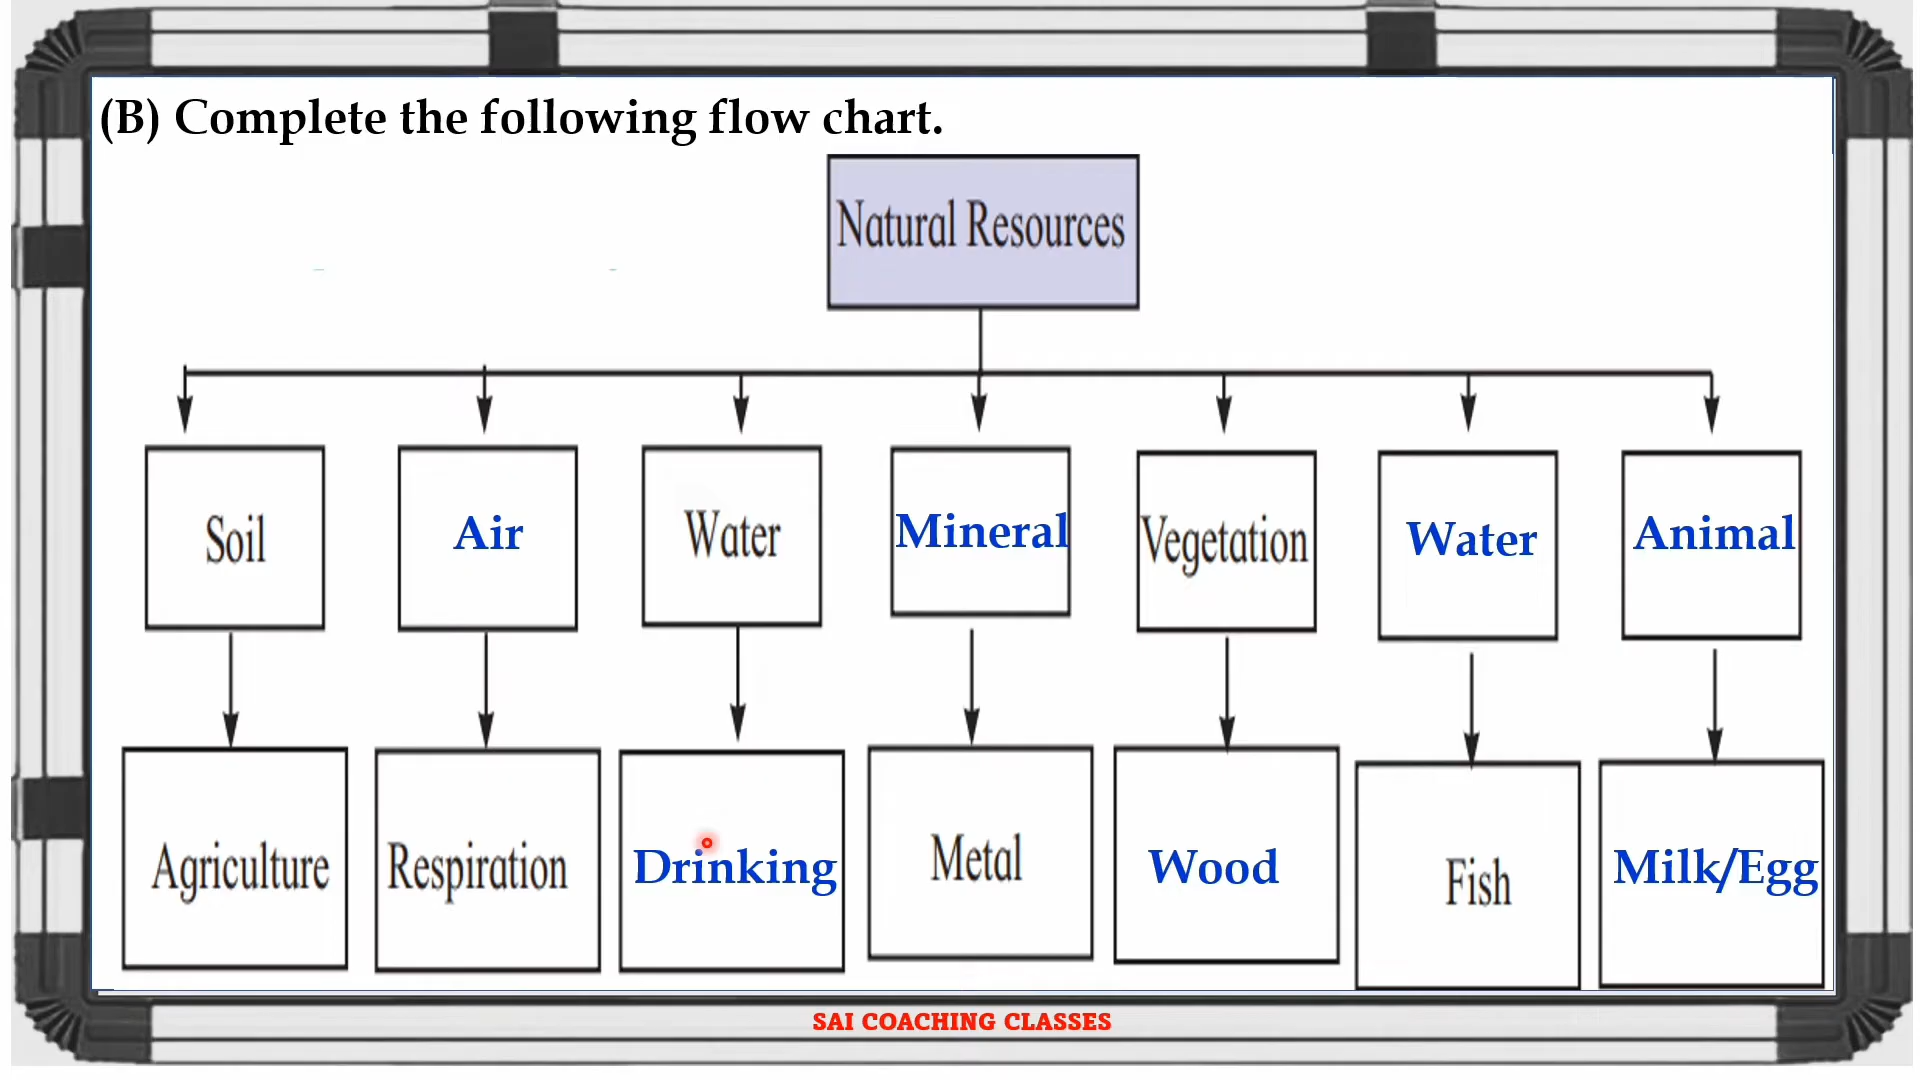 (B) Complete the following flow chart.
Natural Resources
Soil
Air
Water
Mineral
Vegetation
Water
Animal
Agriculture
Respiration
Drinking
Metal
Wood
Fish
Milk/Egg
SAI COACHING CLASSES